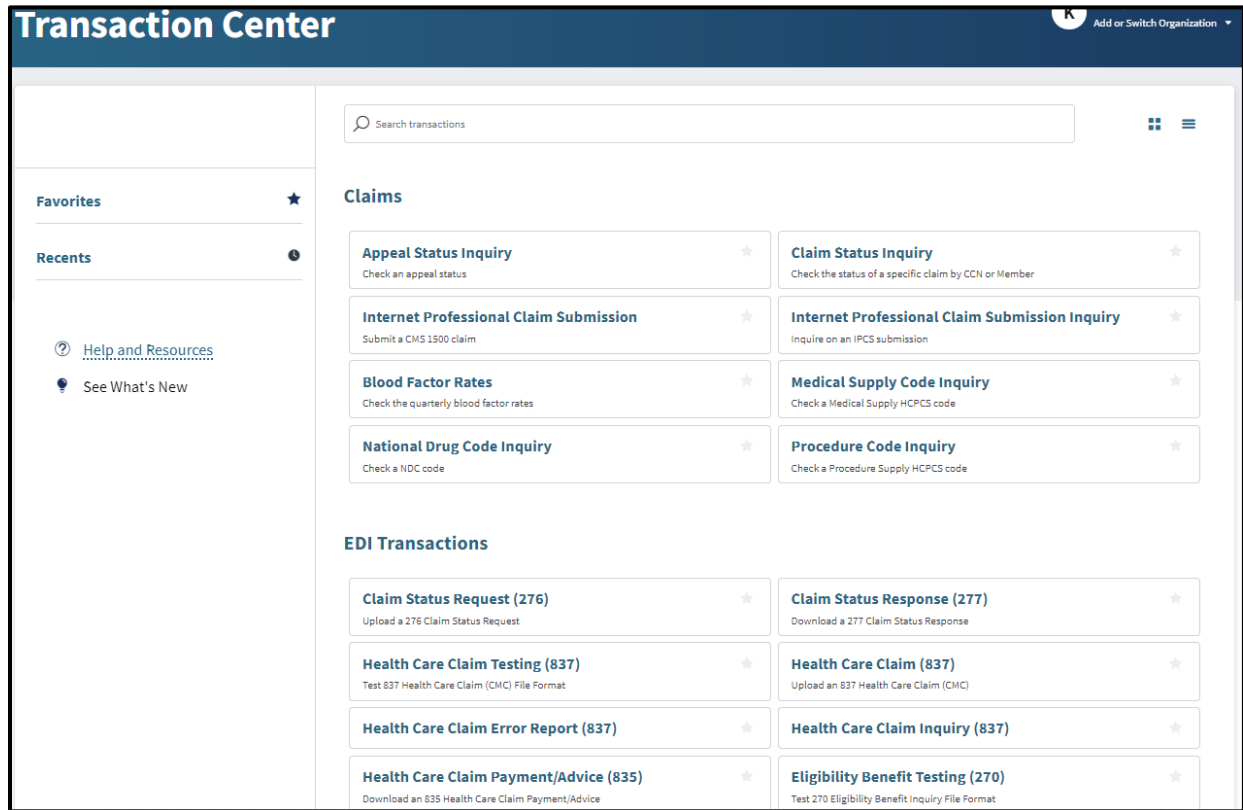 Transaction Center
K
Add or Switch Organization
Search transactions
Favorites
Recents
Help and Resources
See What's New
Claims
Appeal Status Inquiry
Check an appeal status
Claim Status Inquiry
Check the status of a specific claim by CCN or Member
Internet Professional Claim Submission
Submit a CMS 1500 claim
Internet Professional Claim Submission Inquiry
Inquire on an IPCS submission
Blood Factor Rates
Check the quarterly blood factor rates
Medical Supply Code Inquiry
Check a Medical Supply HCPCS code
National Drug Code Inquiry
Check a NDC code
Procedure Code Inquiry
Check a Procedure Supply HCPCS code
EDI Transactions
Claim Status Request (276)
Upload a 276 Claim Status Request
Claim Status Response (277)
Download a 277 Claim Status Response
Health Care Claim Testing (837)
Test 837 Health Care Claim (CMC) File Format
Health Care Claim (837)
Upload an 837 Health Care Claim (CMC)
Health Care Claim Error Report (837)
Health Care Claim Inquiry (837)
Health Care Claim Payment/Advice (835)
Download an 835 Health Care Claim Payment/Advice
Eligibility Benefit Testing (270)
Test 270 Eligibility Benefit Inquiry File Format